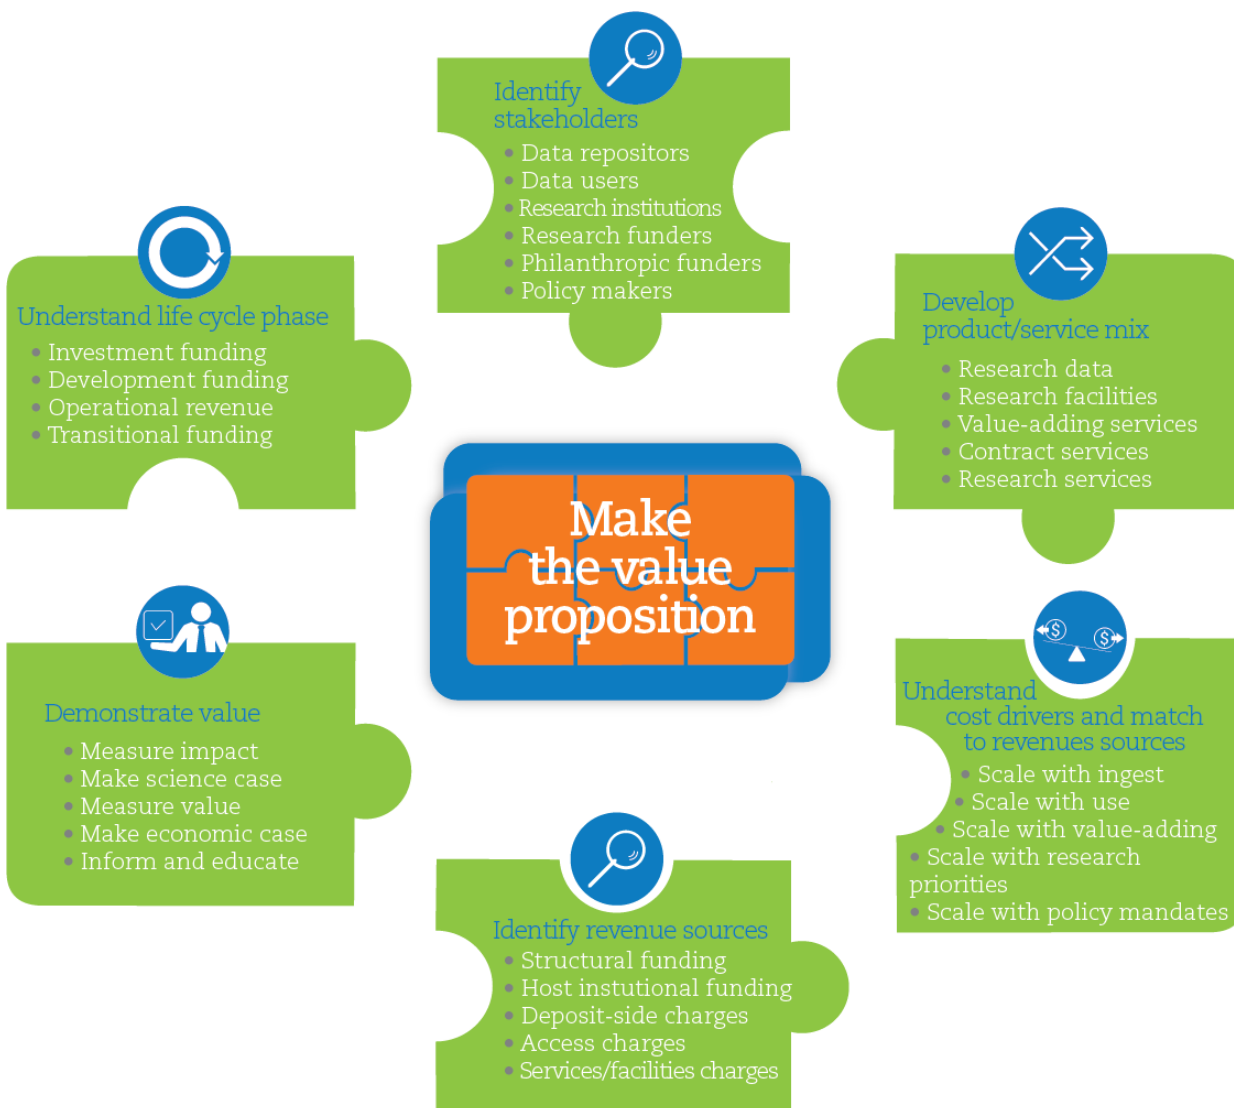 Identify
stakeholders
• Data repositors
• Data users
• Research institutions
• Research funders
• Philanthropic funders
• Policy makers
Understand life cycle phase
• Investment funding
• Development funding
• Operational revenue
• Transitional funding
Develop
product/service mix
• Research data
• Research facilities
• Value-adding services
• Contract services
• Research services
Make
the value
proposition
Demonstrate value
• Measure impact
• Make science case
• Measure value
• Make economic case
• Inform and educate
Understand
cost drivers and match
to revenues sources
• Scale with ingest
• Scale with use
• Scale with value-adding
• Scale with research
priorities
• Scale with policy mandates
Identify revenue sources
• Structural funding
• Host instutional funding
• Deposit-side charges
• Access charges
• Services/facilities charges
$ $